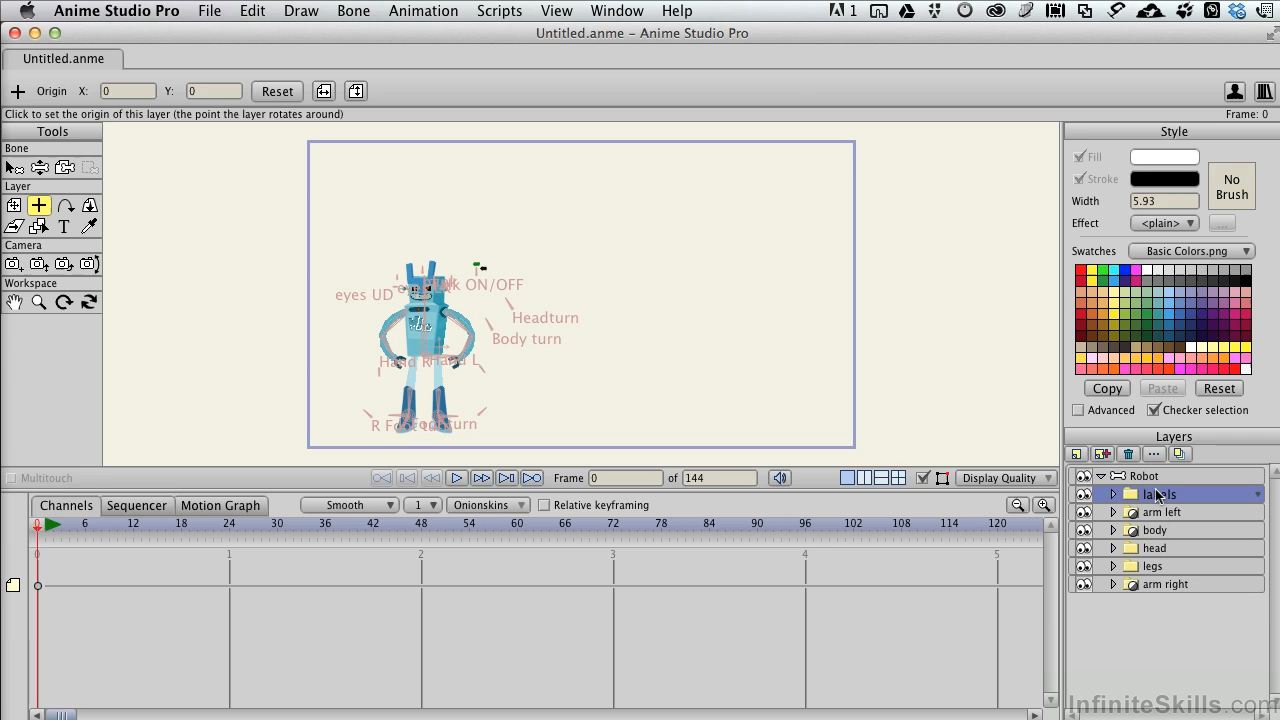 Anime Studio Pro File Edit Draw Bone Animation Scripts View Window Help 1
Untitled.anme – Anime Studio Pro
Untitled.anme
Origin X: 0 Y: 0 Reset
Click to set the origin of this layer (the point the layer rotates around) Frame: 0
Tools
Bone
Layer
T
Camera
Workspace
eyes UD
ON/OFF
Headturn
Body turn
Style
Fill
Stroke
No Brush
Width 5.93
Effect <plain> ...
Swatches Basic Colors.png
Copy Paste Reset
Advanced Checker selection
Layers
Robot
labels
arm left
body
head
legs
arm right
Multitouch Frame 0 of 144 Display Quality
Channels Sequencer Motion Graph Smooth 1 Onionskins Relative keyframing
0 6 12 18 24 30 36 42 48 54 60 66 72 78 84 90 96 102 108 114 120
0 1 2 3 4 5
InfiniteSkills.com